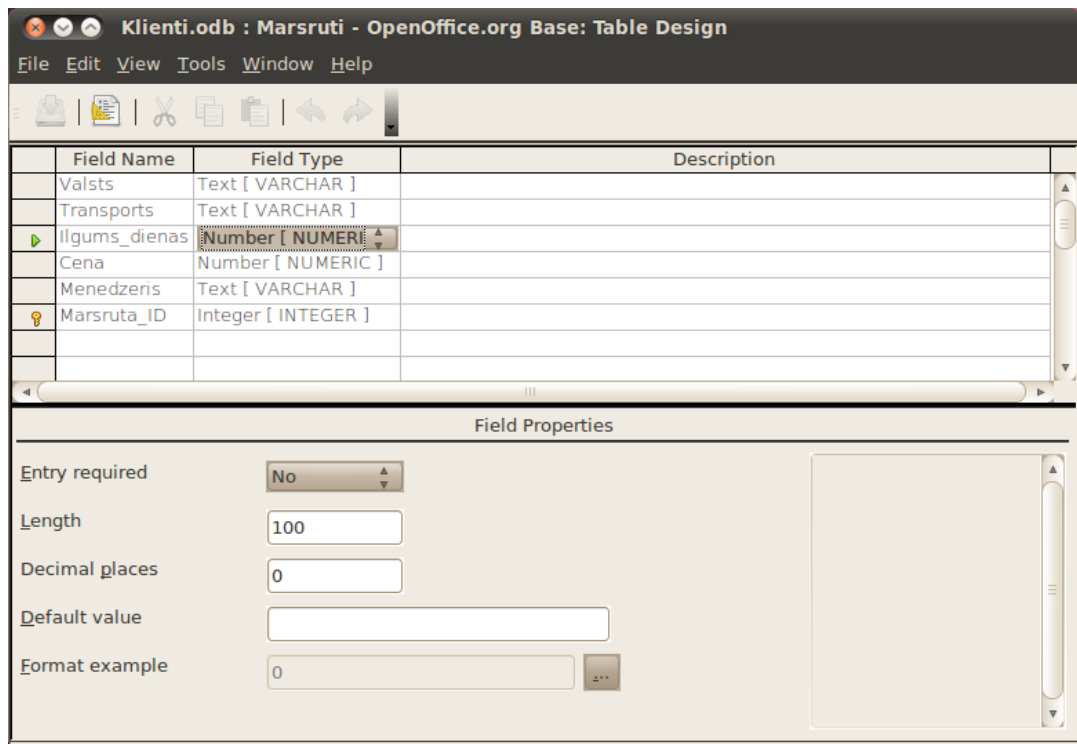 Klienti.odb : Marsruti - OpenOffice.org Base: Table Design
File Edit View Tools Window Help
Field Name Field Type Description
Valsts Text [ VARCHAR ]
Transports Text [ VARCHAR ]
Ilgums_dienas Number [ NUMERI
Cena Number [ NUMERIC ]
Menedzeris Text [ VARCHAR ]
Marsruta_ID Integer [ INTEGER ]
Field Properties
Entry required No
Length 100
Decimal places 0
Default value
Format example 0 ...